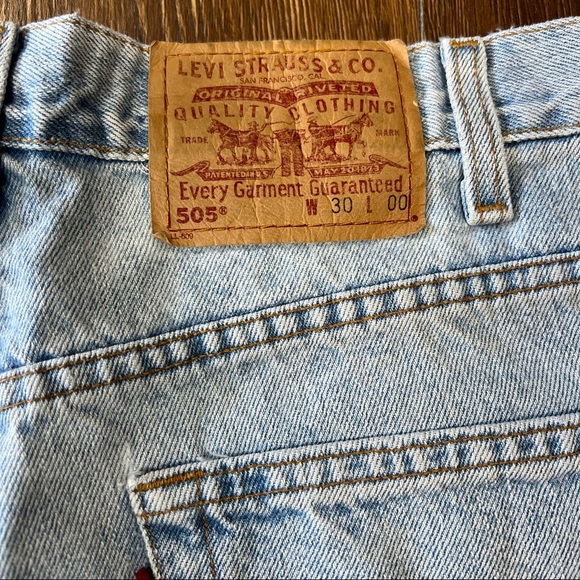 LEVI STRAUSS & CO.
SAN FRANCISCO, CAL.
ORIGINAL RIVETED
QUALITY CLOTHING
TRADE MARK
PATENTED IN U.S. MAY 20 1873
Every Garment Guaranteed
505® W 30 L 00